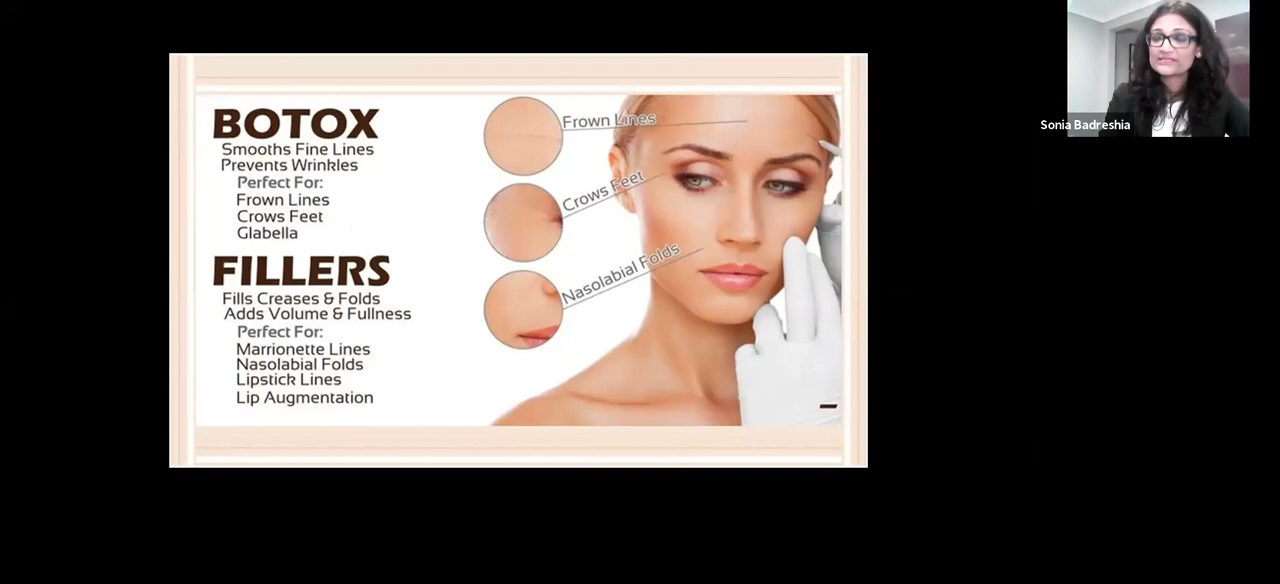 BOTOX
Smooths Fine Lines
Prevents Wrinkles
Perfect For:
Frown Lines
Crows Feet
Glabella
FILLERS
Fills Creases & Folds
Adds Volume & Fullness
Perfect For:
Marrionette Lines
Nasolabial Folds
Lipstick Lines
Lip Augmentation
Frown Lines
Crows Feet
Nasolabial Folds
Sonia Badreshia